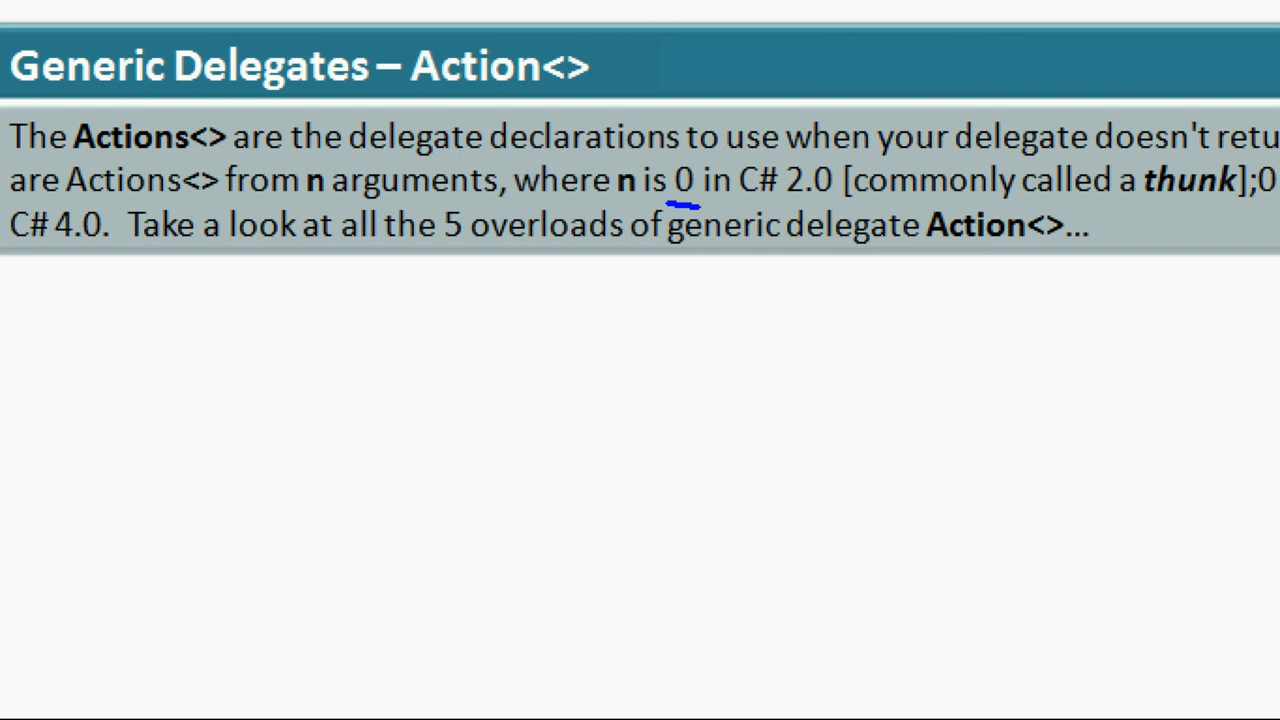 Generic Delegates – Action<>
The Actions<> are the delegate declarations to use when your delegate doesn't
are Actions<> from n arguments, where n is 0 in C# 2.0 [commonly called a thunk];0
C# 4.0. Take a look at all the 5 overloads of generic delegate Action<>...